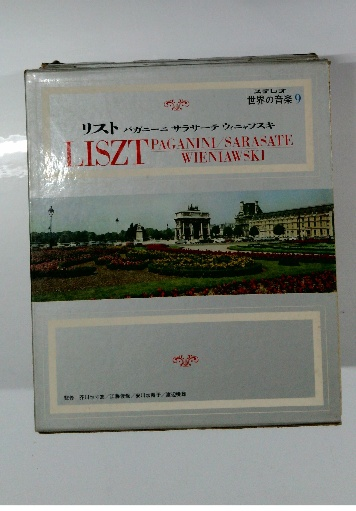 ステレオ
世界の音楽 9
リスト パガニーニ サラサーテ ウィニャフスキ
LISZT PAGANINI/SARASATE
WIENIAWSKI